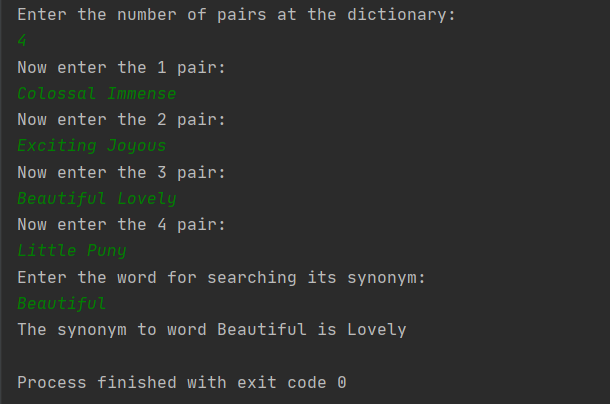 Enter the number of pairs at the dictionary:
4
Now enter the 1 pair:
Colossal Immense
Now enter the 2 pair:
Exciting Joyous
Now enter the 3 pair:
Beautiful Lovely
Now enter the 4 pair:
Little Puny
Enter the word for searching its synonym:
Beautiful
The synonym to word Beautiful is Lovely
Process finished with exit code 0